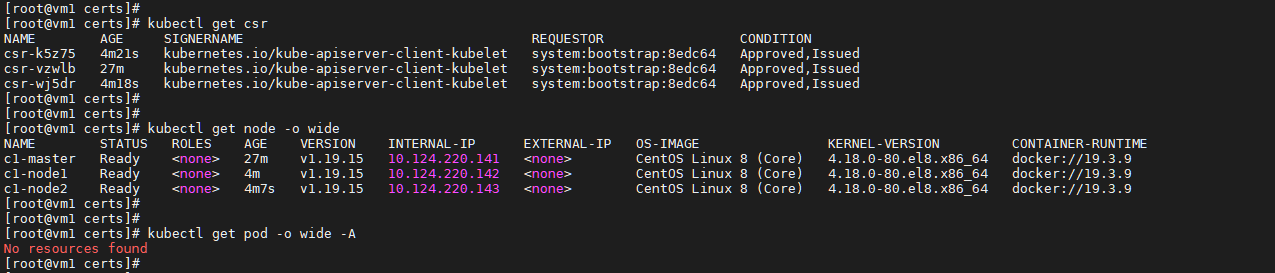 [root@vm1 certs]#
[root@vm1 certs]# kubectl get csr
NAME AGE SIGNERNAME REQUESTOR CONDITION
csr-k5z75 4m21s kubernetes.io/kube-apiserver-client-kubelet system:bootstrap:8edc64 Approved,Issued
csr-vzwlb 27m kubernetes.io/kube-apiserver-client-kubelet system:bootstrap:8edc64 Approved,Issued
csr-wj5dr 4m18s kubernetes.io/kube-apiserver-client-kubelet system:bootstrap:8edc64 Approved,Issued
[root@vm1 certs]#
[root@vm1 certs]#
[root@vm1 certs]# kubectl get node -o wide
NAME STATUS ROLES AGE VERSION INTERNAL-IP EXTERNAL-IP OS-IMAGE KERNEL-VERSION CONTAINER-RUNTIME
c1-master Ready <none> 27m v1.19.15 10.124.220.141 <none> CentOS Linux 8 (Core) 4.18.0-80.el8.x86_64 docker://19.3.9
c1-node1 Ready <none> 4m v1.19.15 10.124.220.142 <none> CentOS Linux 8 (Core) 4.18.0-80.el8.x86_64 docker://19.3.9
c1-node2 Ready <none> 4m7s v1.19.15 10.124.220.143 <none> CentOS Linux 8 (Core) 4.18.0-80.el8.x86_64 docker://19.3.9
[root@vm1 certs]#
[root@vm1 certs]#
[root@vm1 certs]# kubectl get pod -o wide -A
No resources found
[root@vm1 certs]#